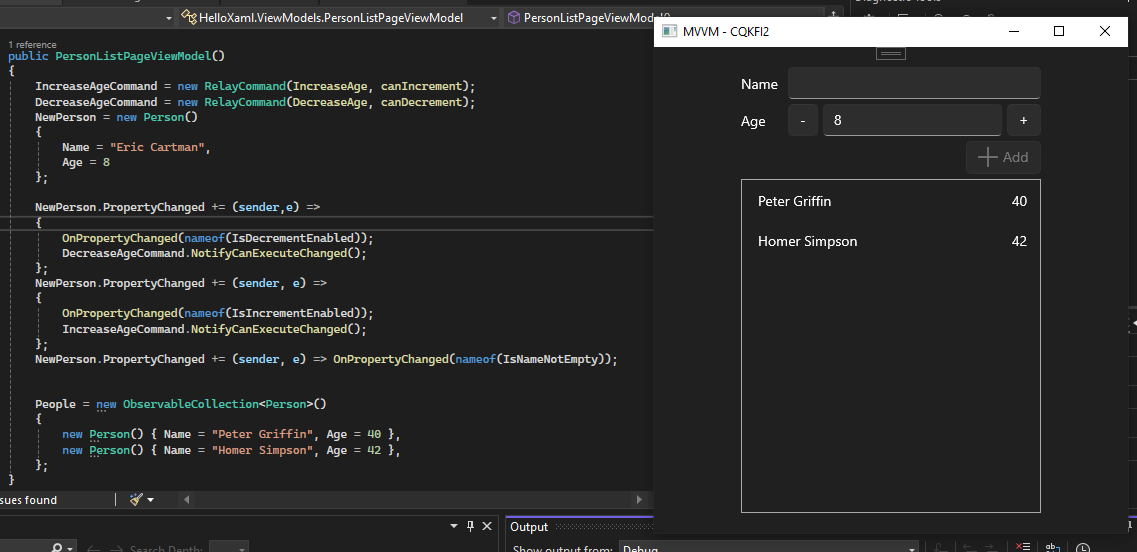 HelloXaml.ViewModels.PersonListPageViewModel
1 reference
public PersonListPageViewModel()
{
IncreaseAgeCommand = new RelayCommand(IncreaseAge, canIncrement);
DecreaseAgeCommand = new RelayCommand(DecreaseAge, canDecrement);
NewPerson = new Person()
{
Name = "Eric Cartman",
Age = 8
};
NewPerson.PropertyChanged += (sender,e) =>
{
OnPropertyChanged(nameof(IsDecrementEnabled));
DecreaseAgeCommand.NotifyCanExecuteChanged();
};
NewPerson.PropertyChanged += (sender, e) =>
{
OnPropertyChanged(nameof(IsIncrementEnabled));
IncreaseAgeCommand.NotifyCanExecuteChanged();
};
NewPerson.PropertyChanged += (sender, e) => OnPropertyChanged(nameof(IsNameNotEmpty));
People = new ObservableCollection<Person>()
{
new Person() { Name = "Peter Griffin", Age = 40 },
new Person() { Name = "Homer Simpson", Age = 42 },
};
}
sues found
Search Depth:
Output
Show output from: Debug
MVVM - CQKFI2
Name
Age - 8 +
Add
Peter Griffin 40
Homer Simpson 42